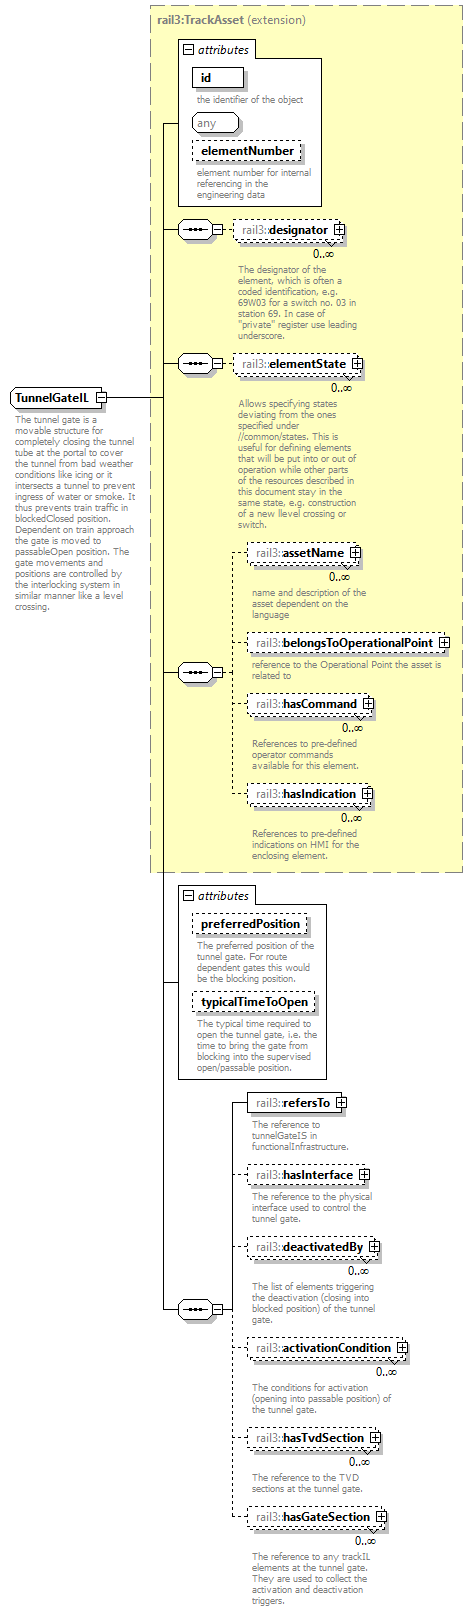 rail3:TrackAsset (extension)
attributes
id
the identifier of the object
any
elementNumber
element number for internal
referencing in the
engineering data
rail3::designator
0..∞
The designator of the
element, which is often a
coded identification, e.g.
69W03 for a switch no. 03 in
station 69. In case of
"private" register use leading
underscore.
rail3::elementState
0..∞
Allows specifying states
deviating from the ones
specified under
//common/states. This is
useful for defining elements
that will be put into or out of
operation while other parts
of the resources described in
this document stay in the
same state, e.g. construction
of a new llevel crossing or
switch.
TunnelGateIL
The tunnel gate is a
movable structure for
completely closing the tunnel
tube at the portal to cover
the tunnel from bad weather
conditions like icing or it
intersects a tunnel to prevent
ingress of water or smoke. It
thus prevents train traffic in
blockedClosed position.
Dependent on train approach
the gate is moved to
passableOpen position. The
gate movements and
positions are controlled by
the interlocking system in
similar manner like a level
crossing.
rail3::assetName
0..∞
name and description of the
asset dependent on the
language
rail3::belongsToOperationalPoint
reference to the Operational Point the asset is
related to
rail3::hasCommand
0..∞
References to pre-defined
operator commands
available for this element.
rail3::hasIndication
0..∞
References to pre-defined
indications on HMI for the
enclosing element.
attributes
preferredPosition
The preferred position of the
tunnel gate. For route
dependent gates this would
be the blocking position.
typicalTimeToOpen
The typical time required to
open the tunnel gate, i.e. the
time to bring the gate from
blocking into the supervised
open/passable position.
rail3::refersTo
The reference to
tunnelGateIS in
functionalInfrastructure.
rail3::hasInterface
The reference to the physical
interface used to control the
tunnel gate.
rail3::deactivatedBy
0..∞
The list of elements triggering
the deactivation (closing into
blocked position) of the tunnel
gate.
rail3::activationCondition
0..∞
The conditions for activation
(opening into passable position) of
the tunnel gate.
rail3::hasTvdSection
0..∞
The reference to the TVD
sections at the tunnel gate.
rail3::hasGateSection
0..∞
The reference to any trackIL
elements at the tunnel gate.
They are used to collect the
activation and deactivation
triggers.